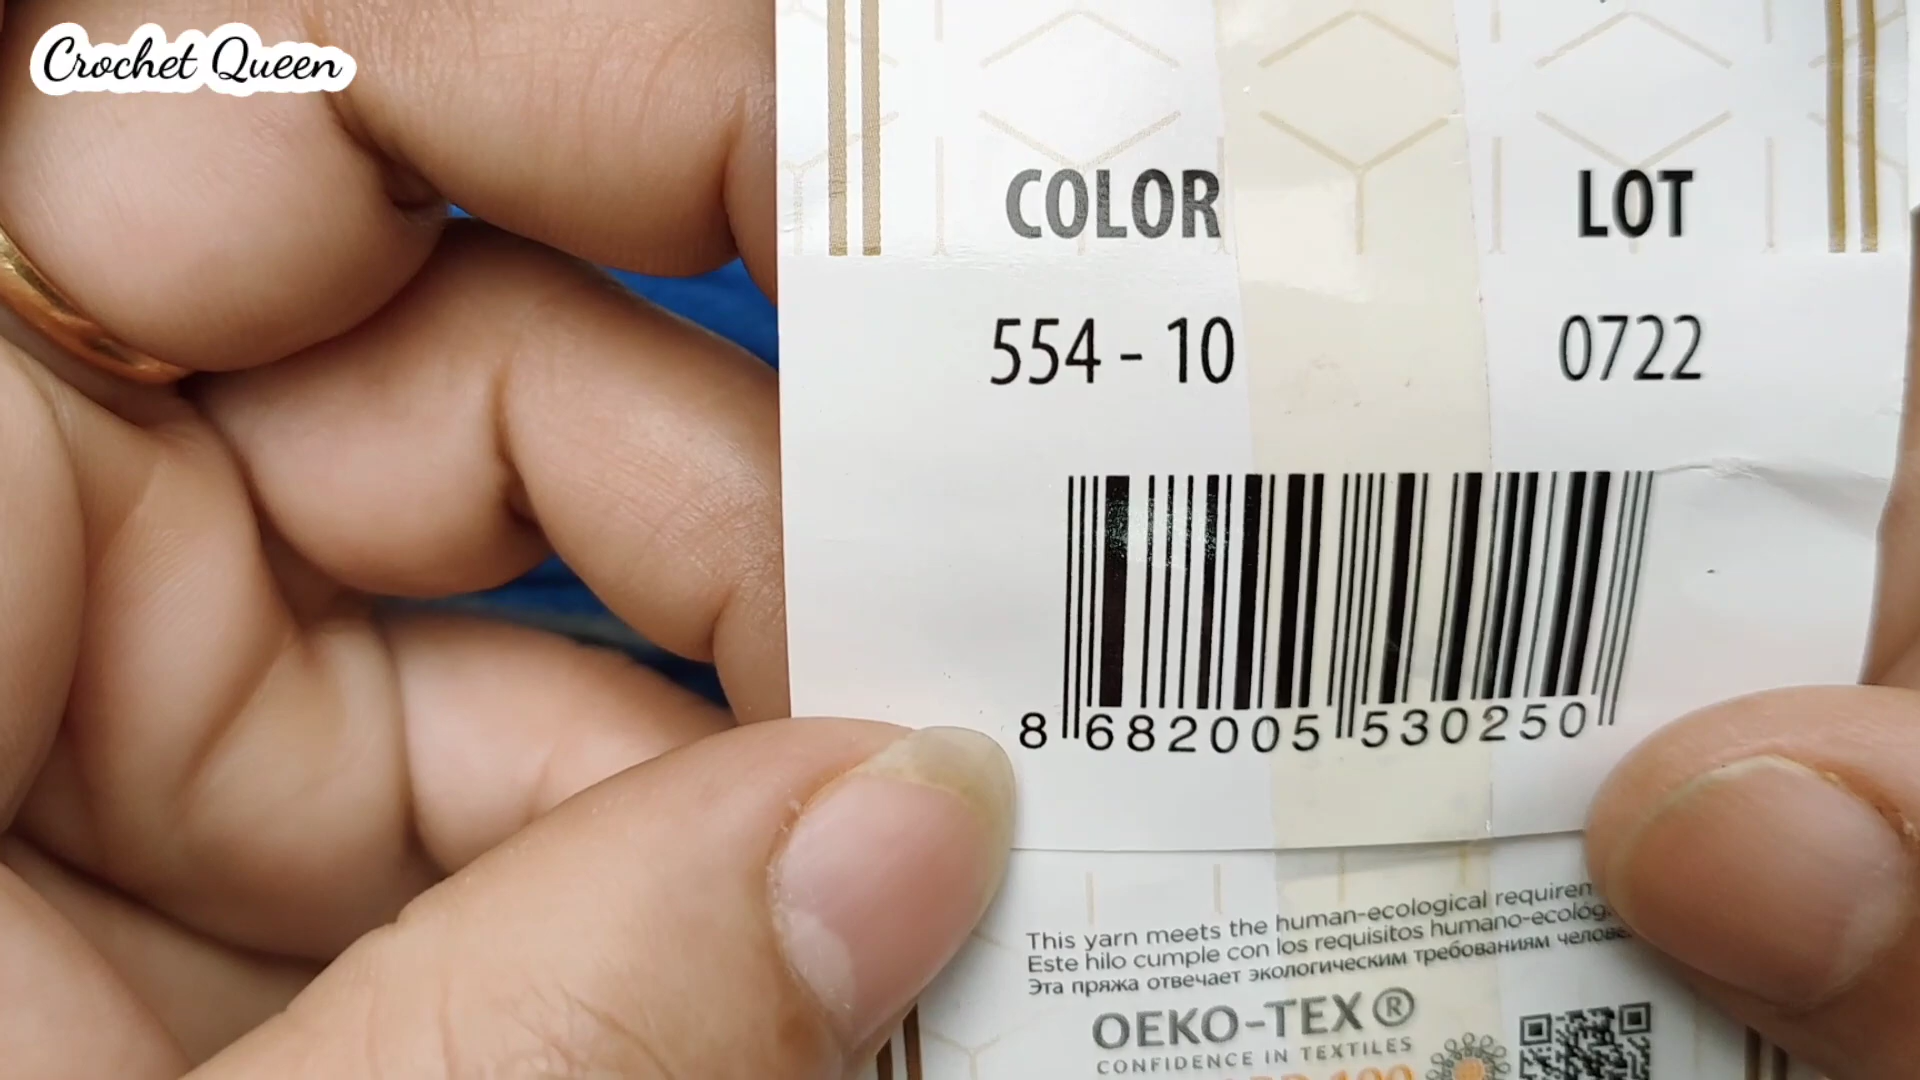 Crochet Queen
COLOR LOT
554 - 10 0722
8 682005 530250
This yarn meets the human-ecological
Este hilo cumple con los requisitos
Эта пряжа отвечает экологическим требованиям
OEKO-TEX®
CONFIDENCE IN TEXTILES